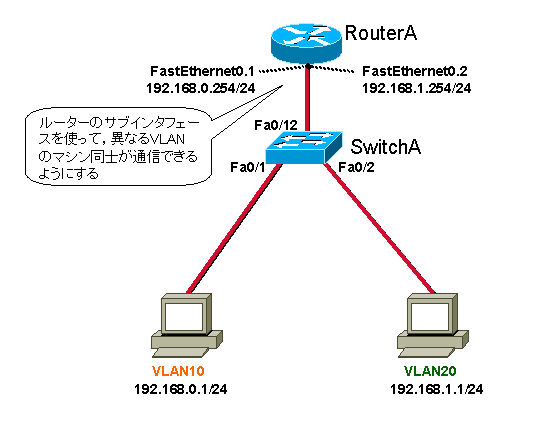 RouterA
FastEthernet0.1
192.168.0.254/24
FastEthernet0.2
192.168.1.254/24
ルーターのサブインタフェー
スを使って，異なるVLAN
のマシン同士が通信できる
ようにする
Fa0/12
SwitchA
Fa0/1
Fa0/2
VLAN10
192.168.0.1/24
VLAN20
192.168.1.1/24